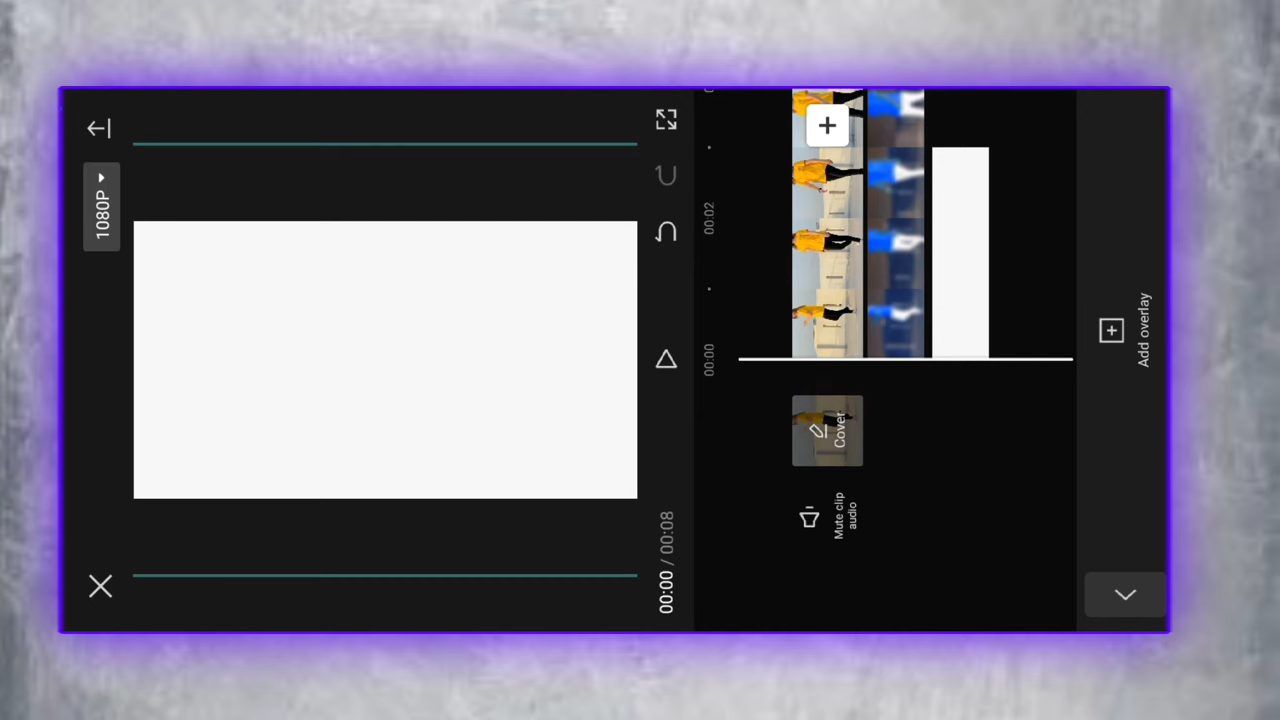 1080P
00:00 / 00:08
00:00
00:02
Cover
Mute clip
audio
Add overlay